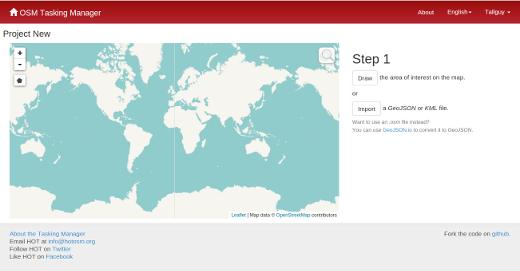 OSM Tasking Manager
About English Tallguy
Project New
+
-
Step 1
Draw the area of interest on the map.
or
Import a GeoJSON or KML file.
Want to use an .osm file instead?
You can use GeoJSON.io to convert it to GeoJSON.
Leaflet | Map data © OpenStreetMap contributors
About the Tasking Manager
Email HOT at info@hotosm.org
Follow HOT on Twitter
Like HOT on Facebook
Fork the code on github.